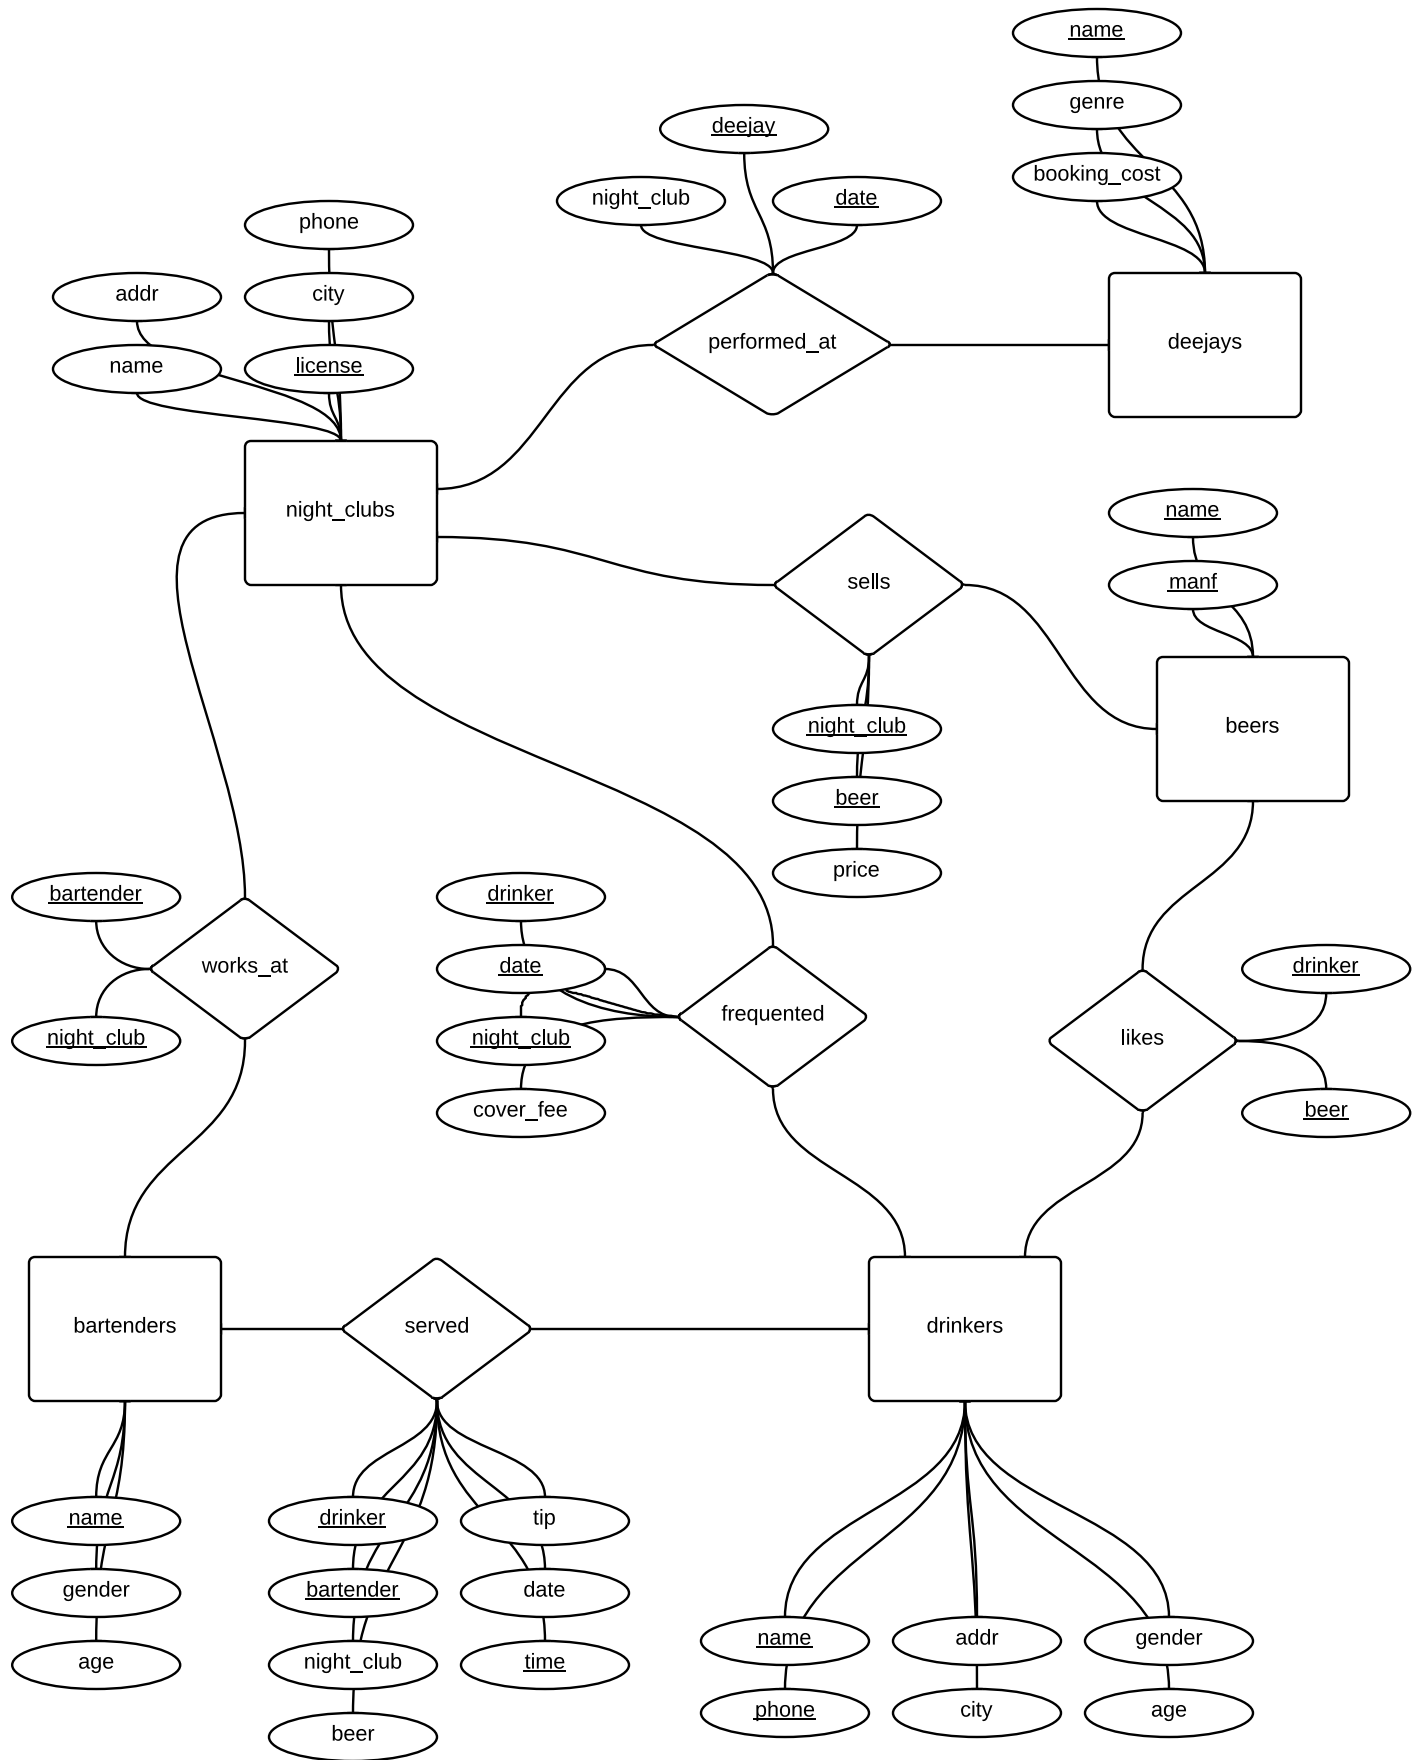 name
genre
booking_cost
deejay
night_club
date
phone
addr
city
name
license
performed_at
deejays
night_clubs
name
manf
sells
beers
night_club
beer
price
bartender
works_at
night_club
drinker
date
night_club
cover_fee
frequented
drinker
likes
beer
bartenders
served
drinkers
name
gender
age
drinker
bartender
night_club
beer
tip
date
time
name
phone
addr
city
gender
age